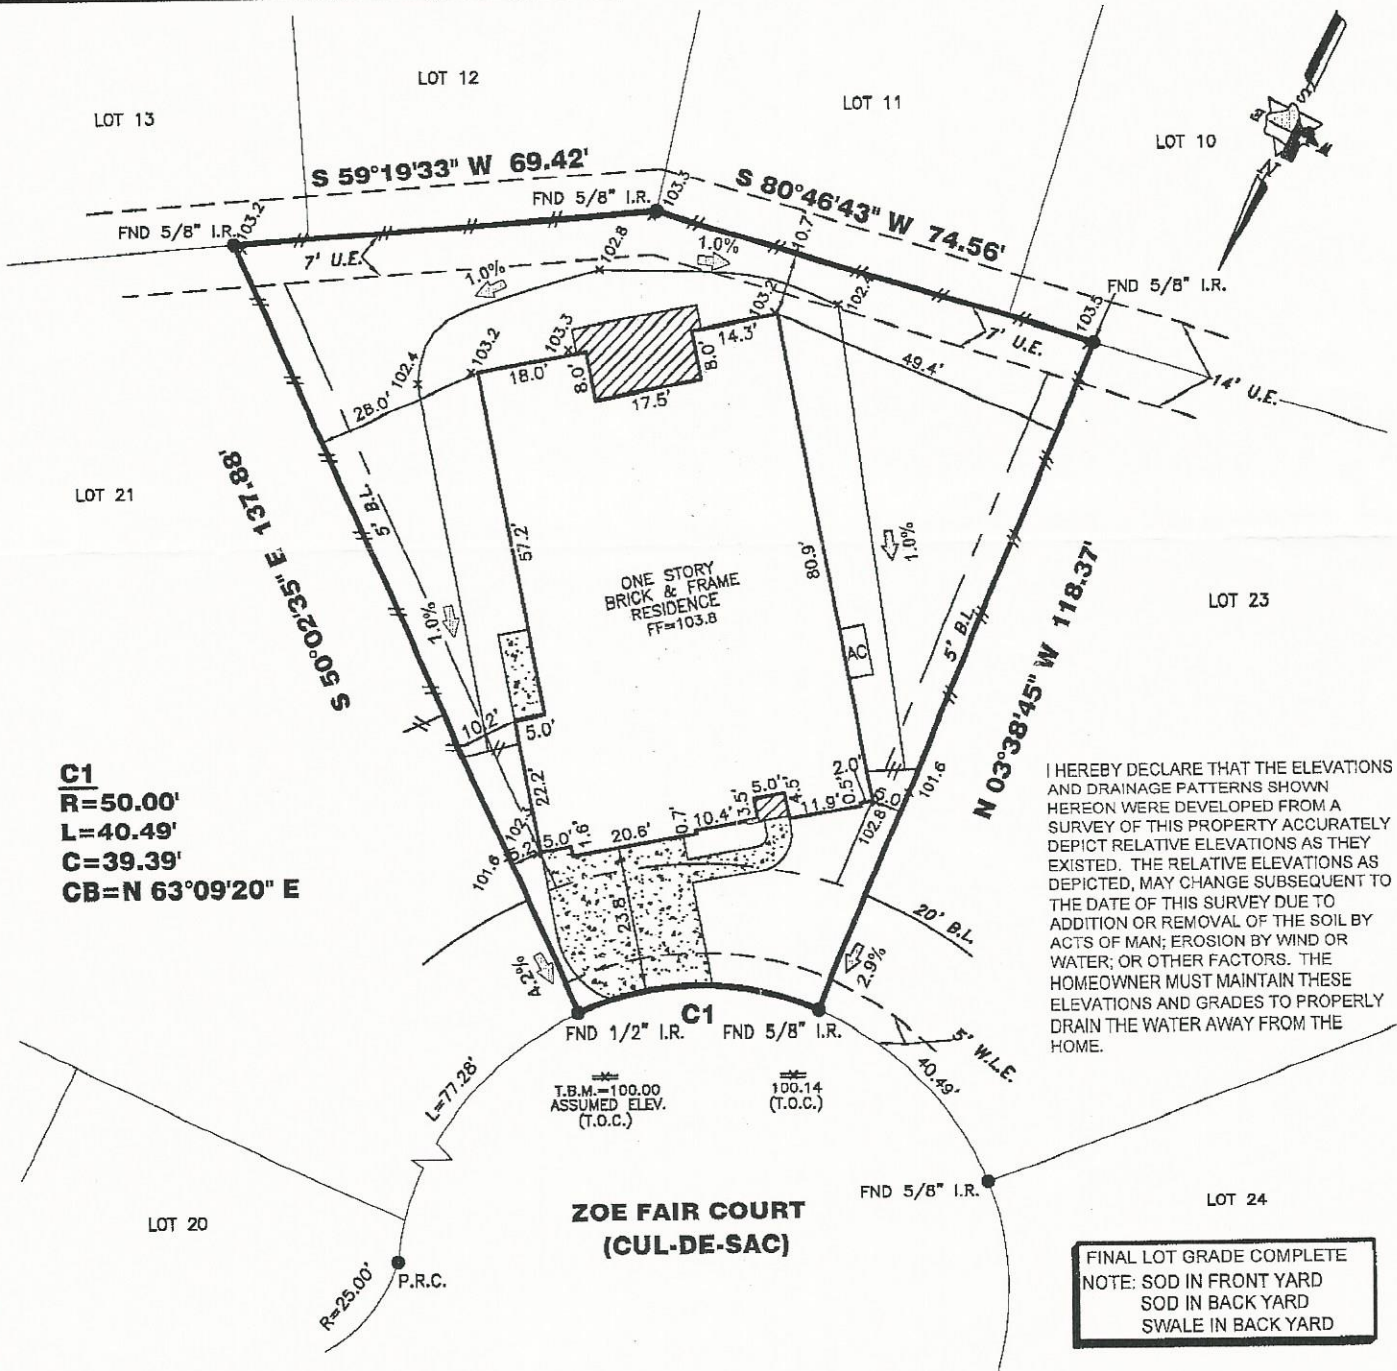 LOT 13
LOT 12
LOT 11
LOT 10
S 59°19'33" W 69.42'
S 80°46'43" W 74.56'
FND 5/8" I.R.
103.2
FND 5/8" I.R.
103.3
FND 5/8" I.R.
103.5
7' U.E.
1.0%
102.8
1.0%
10.7'
103.2
7' U.E.
14' U.E.
14.3'
49.4'
102.4
103.2
103.3
18.0'
8.0'
17.5'
8.0'
28.0'
LOT 21
S 50°02'35" E 137.88'
5' B.L.
1.0%
57.2'
ONE STORY
BRICK & FRAME
RESIDENCE
FF=103.8
80.9'
AC
1.0%
5' B.L.
N 03°38'45" W 118.37'
LOT 23
10.2'
5.0'
22.2'
C1
R=50.00'
L=40.49'
C=39.39'
CB=N 63°09'20" E
101.6
5.2'
5.0'
1.6'
20.6'
0.7'
10.4'
3.5'
5.0'
4.5'
11.9'
2.0'
0.5'
5.0'
102.8
101.6
23.8'
4.2%
2.9%
20' B.L.
I HEREBY DECLARE THAT THE ELEVATIONS
AND DRAINAGE PATTERNS SHOWN
HEREON WERE DEVELOPED FROM A
SURVEY OF THIS PROPERTY ACCURATELY
DEPICT RELATIVE ELEVATIONS AS THEY
EXISTED. THE RELATIVE ELEVATIONS AS
DEPICTED, MAY CHANGE SUBSEQUENT TO
THE DATE OF THIS SURVEY DUE TO
ADDITION OR REMOVAL OF THE SOIL BY
ACTS OF MAN; EROSION BY WIND OR
WATER; OR OTHER FACTORS. THE
HOMEOWNER MUST MAINTAIN THESE
ELEVATIONS AND GRADES TO PROPERLY
DRAIN THE WATER AWAY FROM THE
HOME.
C1
FND 1/2" I.R.
FND 5/8" I.R.
5' W.L.E.
40.49'
L=77.28'
T.B.M.=100.00
ASSUMED ELEV.
(T.O.C.)
100.14
(T.O.C.)
FND 5/8" I.R.
ZOE FAIR COURT
(CUL-DE-SAC)
LOT 20
LOT 24
P.R.C.
R=25.00'
FINAL LOT GRADE COMPLETE
NOTE: SOD IN FRONT YARD
SOD IN BACK YARD
SWALE IN BACK YARD